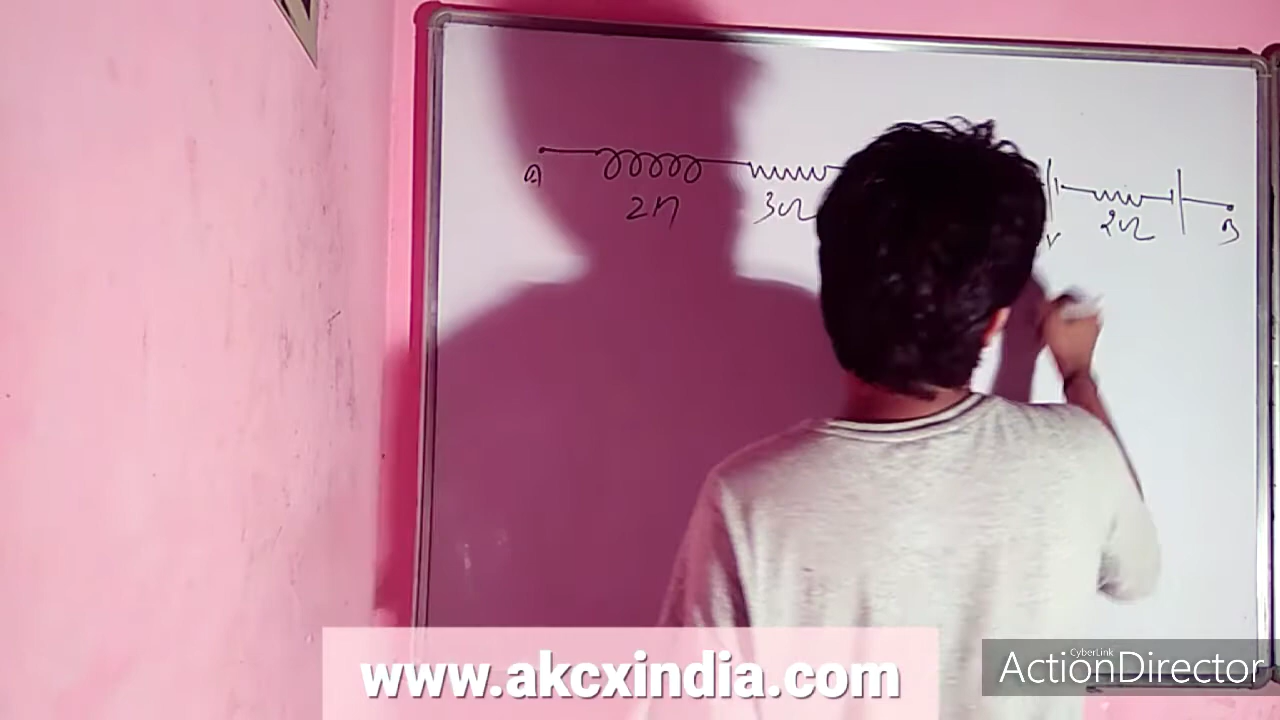 A
2H 3Ω V 2Ω B
www.akcxindia.com
CyberLink
ActionDirector